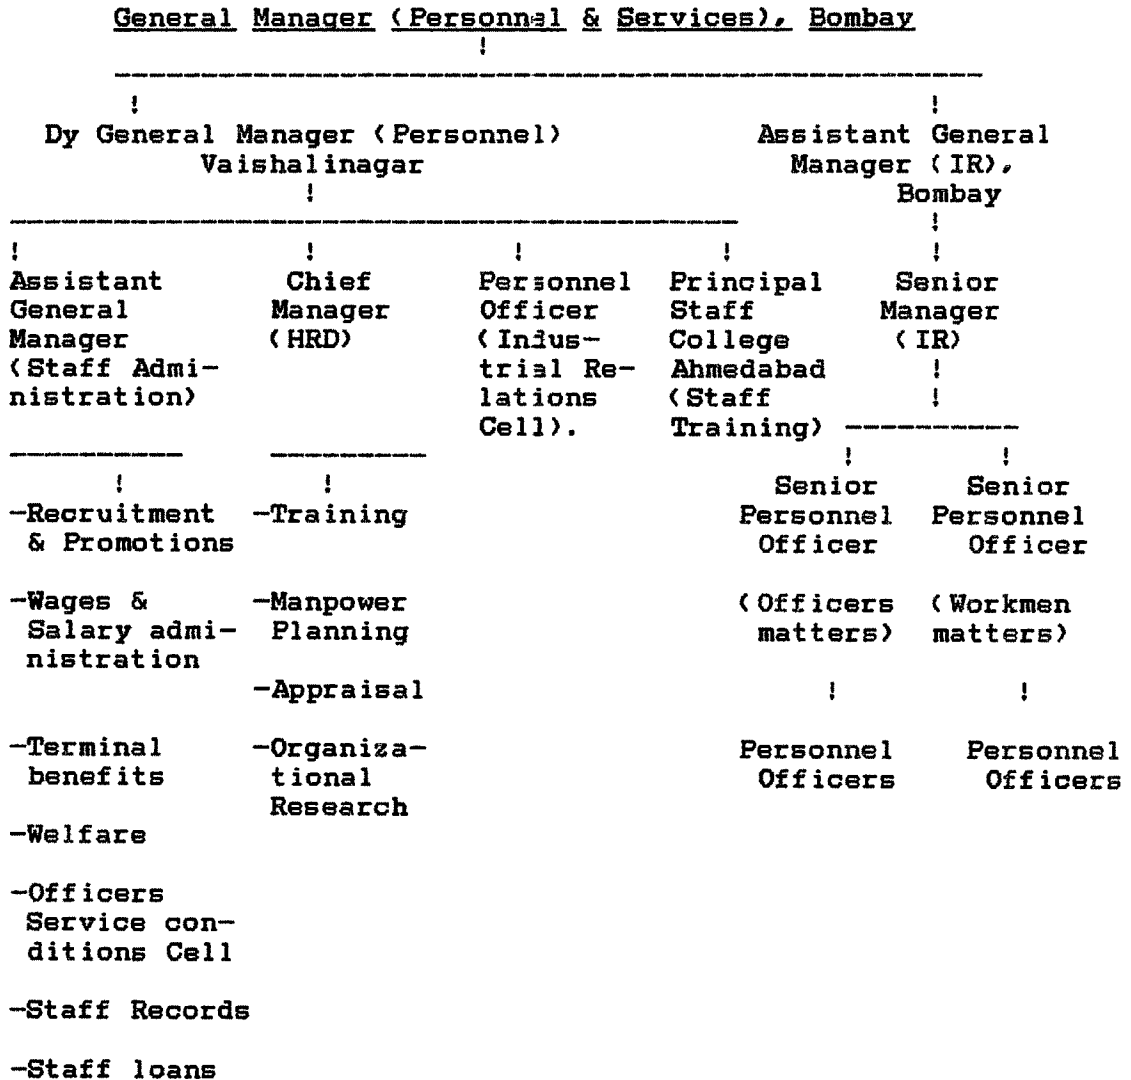 General Manager (Personnel & Services), Bombay
!
! !
Dy General Manager (Personnel) Assistant General
Vaishalinagar Manager (IR),
! Bombay
!
! ! ! ! !
Assistant Chief Personnel Principal Senior
General Manager Officer Staff Manager
Manager (HRD) (Indus- College (IR)
(Staff Admi- trial Re- Ahmedabad !
nistration) lations (Staff !
Cell). Training)
! !
! ! Senior Senior
-Recruitment -Training Personnel Personnel
& Promotions Officer Officer
-Wages & -Manpower (Officers (Workmen
Salary admi- Planning matters) matters)
nistration
-Appraisal ! !
-Terminal -Organiza- Personnel Personnel
benefits tional Officers Officers
Research
-Welfare
-Officers
Service con-
ditions Cell
-Staff Records
-Staff loans